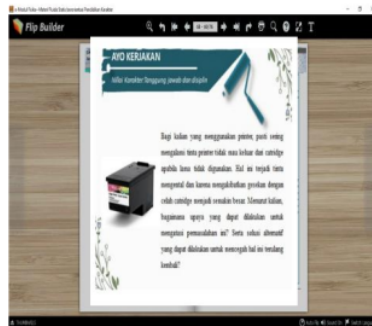 Flip Builder
AYO KERJAKAN
Nilai Karakter Tanggung jawab dan disiplin
Bagi kalian yang menggunakan printer, pasti sering
mengalami tinta printer tidak mau keluar dari catridge
apabila lama tidak digunakan. Hal ini terjadi tinta
mengental dan karena mengakibatkan gesekan dengan
celah catridge menjadi semakin besar. Menurut kalian,
bagaimana upaya yang dapat dilakukan untuk
mengatasi permasalahan ini? Serta solusi alternatif
yang dapat dilakukan untuk mencegah hal ini terulang
kembali?